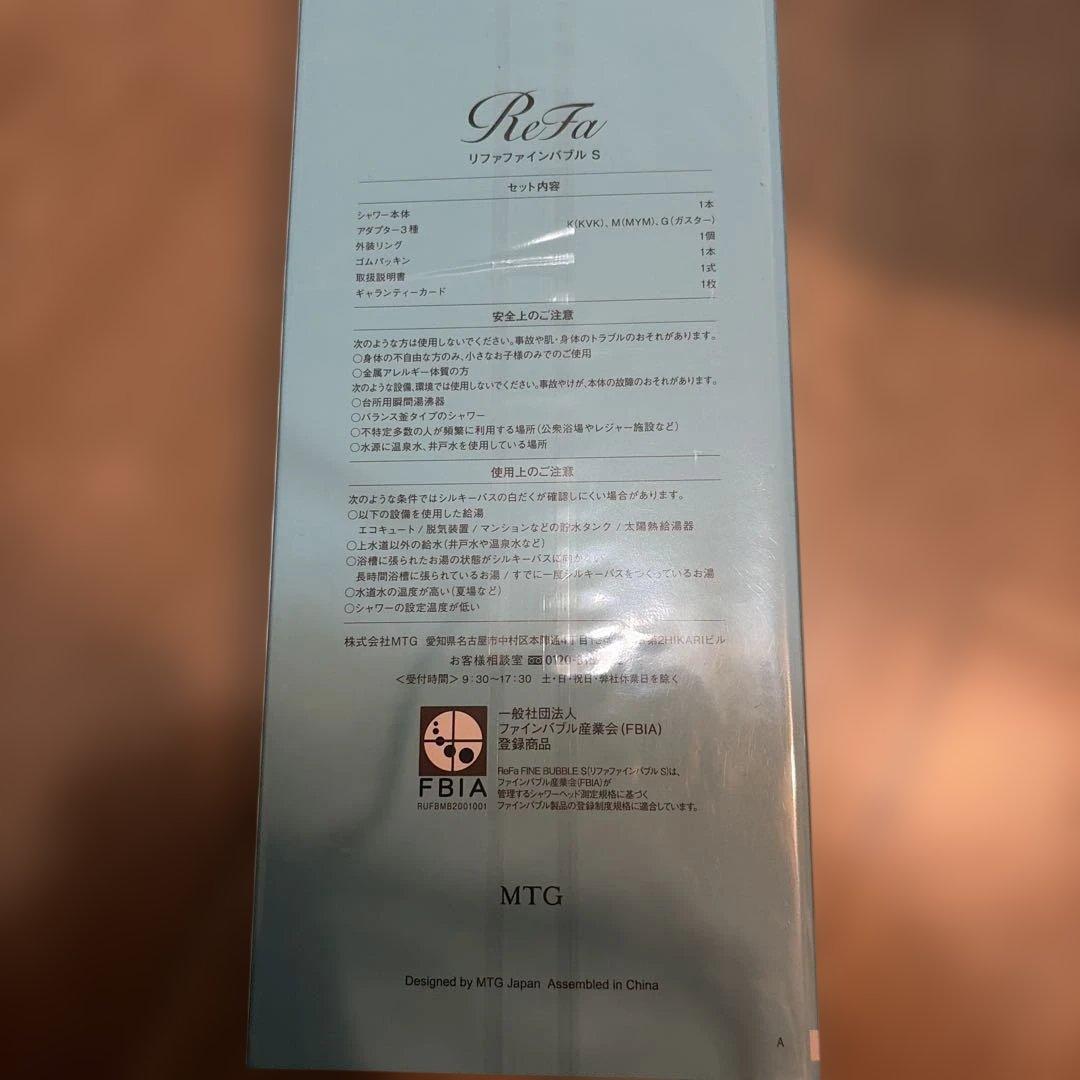 ReFa
リファファインバブル S
セット内容
シャワー本体 1本
アダプター3種 K(KVK)、M(MYM)、G(ガスター)
外装リング 1個
ゴムパッキン 1本
取扱説明書 1式
ギャランティーカード 1枚
安全上のご注意
次のような方は使用しないでください。事故や肌・身体のトラブルのおそれがあります。
○身体の不自由な方のみ、小さなお子様のみでのご使用
○金属アレルギー体質の方
次のような設備、環境では使用しないでください。事故やけが、本体の故障のおそれがあります。
○台所用瞬間湯沸器
○バランス釜タイプのシャワー
○不特定多数の人が頻繁に利用する場所(公衆浴場やレジャー施設など)
○水源に温泉水、井戸水を使用している場所
使用上のご注意
次のような条件ではシルキーバスの白だくが確認しにくい場合があります。
○以下の設備を使用した給湯
エコキュート / 脱気装置 / マンションなどの貯水タンク / 太陽熱給湯器
○上水道以外の給水(井戸水や温泉水など)
○浴槽に張られたお湯の状態がシルキーバスに
長時間浴槽に張られているお湯 / すでに一度シルキーバスをつくっているお湯
○水道水の温度が高い(夏場など)
○シャワーの設定温度が低い
株式会社MTG 愛知県名古屋市中村区本陣通4丁目 第2HIKARIビル
お客様相談室 0120-
<受付時間> 9:30~17:30 土・日・祝日・弊社休業日を除く
一般社団法人
ファインバブル産業会(FBIA)
登録商品
FBIA
RUFBMB2001001
ReFa FINE BUBBLE S(リファファインバブル S)は、
ファインバブル産業会(FBIA)が
管理するシャワーヘッド測定規格に基づく
ファインバブル製品の登録制度規格に適合しています。
MTG
Designed by MTG Japan Assembled in China
A